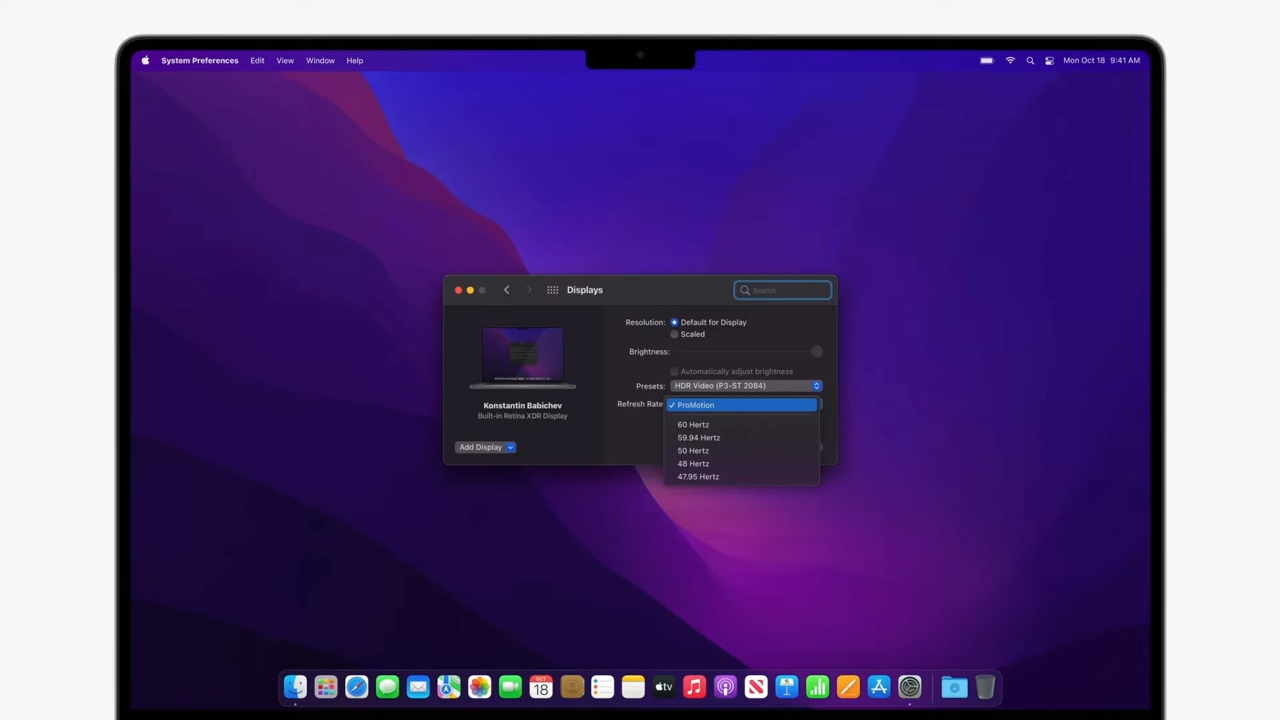 System Preferences Edit View Window Help
Mon Oct 18 9:41 AM
Displays
Search
Resolution: Default for Display
Scaled
Brightness:
Automatically adjust brightness
Presets: HDR Video (P3-ST 2084)
Refresh Rate ✓ ProMotion
60 Hertz
59.94 Hertz
50 Hertz
48 Hertz
47.95 Hertz
Konstantin Babichev
Built-in Retina XDR Display
Add Display
OCT
18
tv